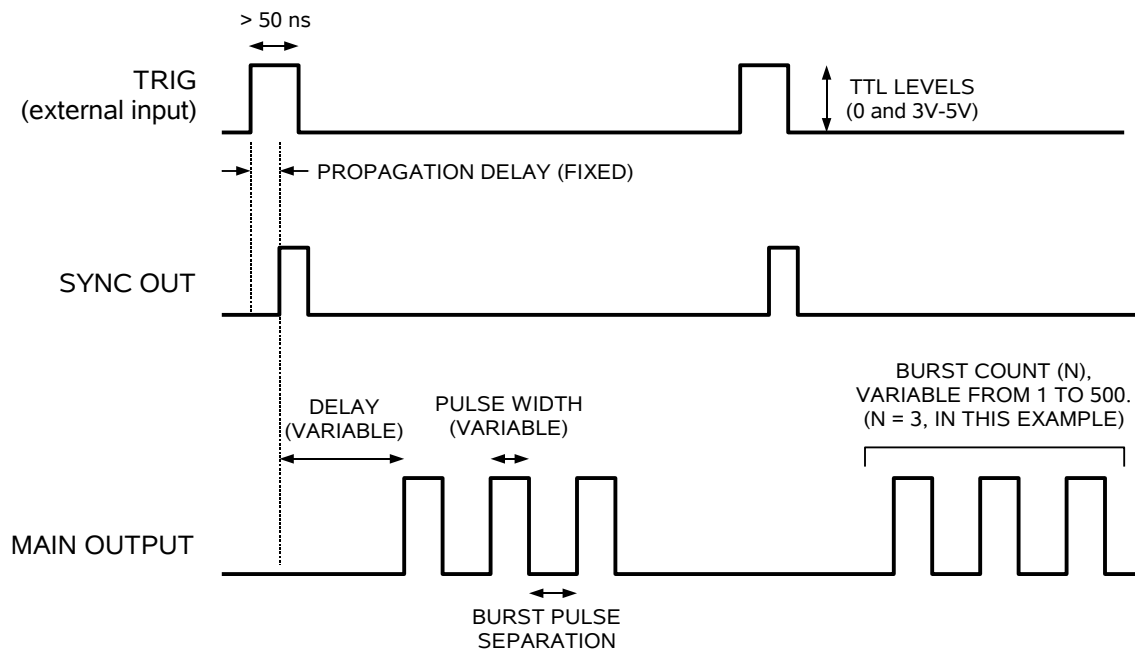 > 50 ns
TRIG
(external input)
TTL LEVELS
(0 and 3V-5V)
PROPAGATION DELAY (FIXED)
SYNC OUT
BURST COUNT (N),
VARIABLE FROM 1 TO 500.
(N = 3, IN THIS EXAMPLE)
DELAY
(VARIABLE)
PULSE WIDTH
(VARIABLE)
MAIN OUTPUT
BURST PULSE
SEPARATION